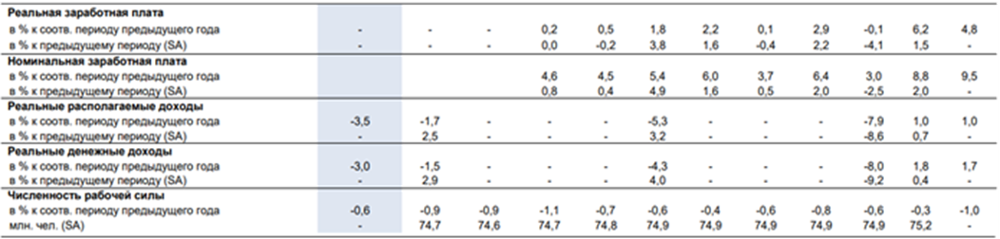 Реальная заработная плата
в % к соотв. периоду предыдущего года - - - 0,2 0,5 1,8 2,2 0,1 2,9 -0,1 6,2 4,8
в % к предыдущему периоду (SA) - - - 0,0 -0,2 3,8 1,6 -0,4 2,2 -4,1 1,5 -
Номинальная заработная плата
в % к соотв. периоду предыдущего года 4,6 4,5 5,4 6,0 3,7 6,4 3,0 8,8 9,5
в % к предыдущему периоду (SA) 0,8 0,4 4,9 1,6 0,5 2,0 -2,5 2,0 -
Реальные располагаемые доходы
в % к соотв. периоду предыдущего года -3,5 -1,7 - - - -5,3 - - - -7,9 1,0 1,0
в % к предыдущему периоду (SA) - 2,5 - - - 3,2 - - - -8,6 0,7 -
Реальные денежные доходы
в % к соотв. периоду предыдущего года -3,0 -1,5 - - - -4,3 - - - -8,0 1,8 1,7
в % к предыдущему периоду (SA) - 2,9 - - - 4,0 - - - -9,2 0,4 -
Численность рабочей силы
в % к соотв. периоду предыдущего года -0,6 -0,9 -0,9 -1,1 -0,7 -0,6 -0,4 -0,6 -0,8 -0,6 -0,3 -1,0
млн. чел. (SA) - 74,7 74,6 74,7 74,8 74,9 74,9 74,9 74,9 74,9 75,2 -